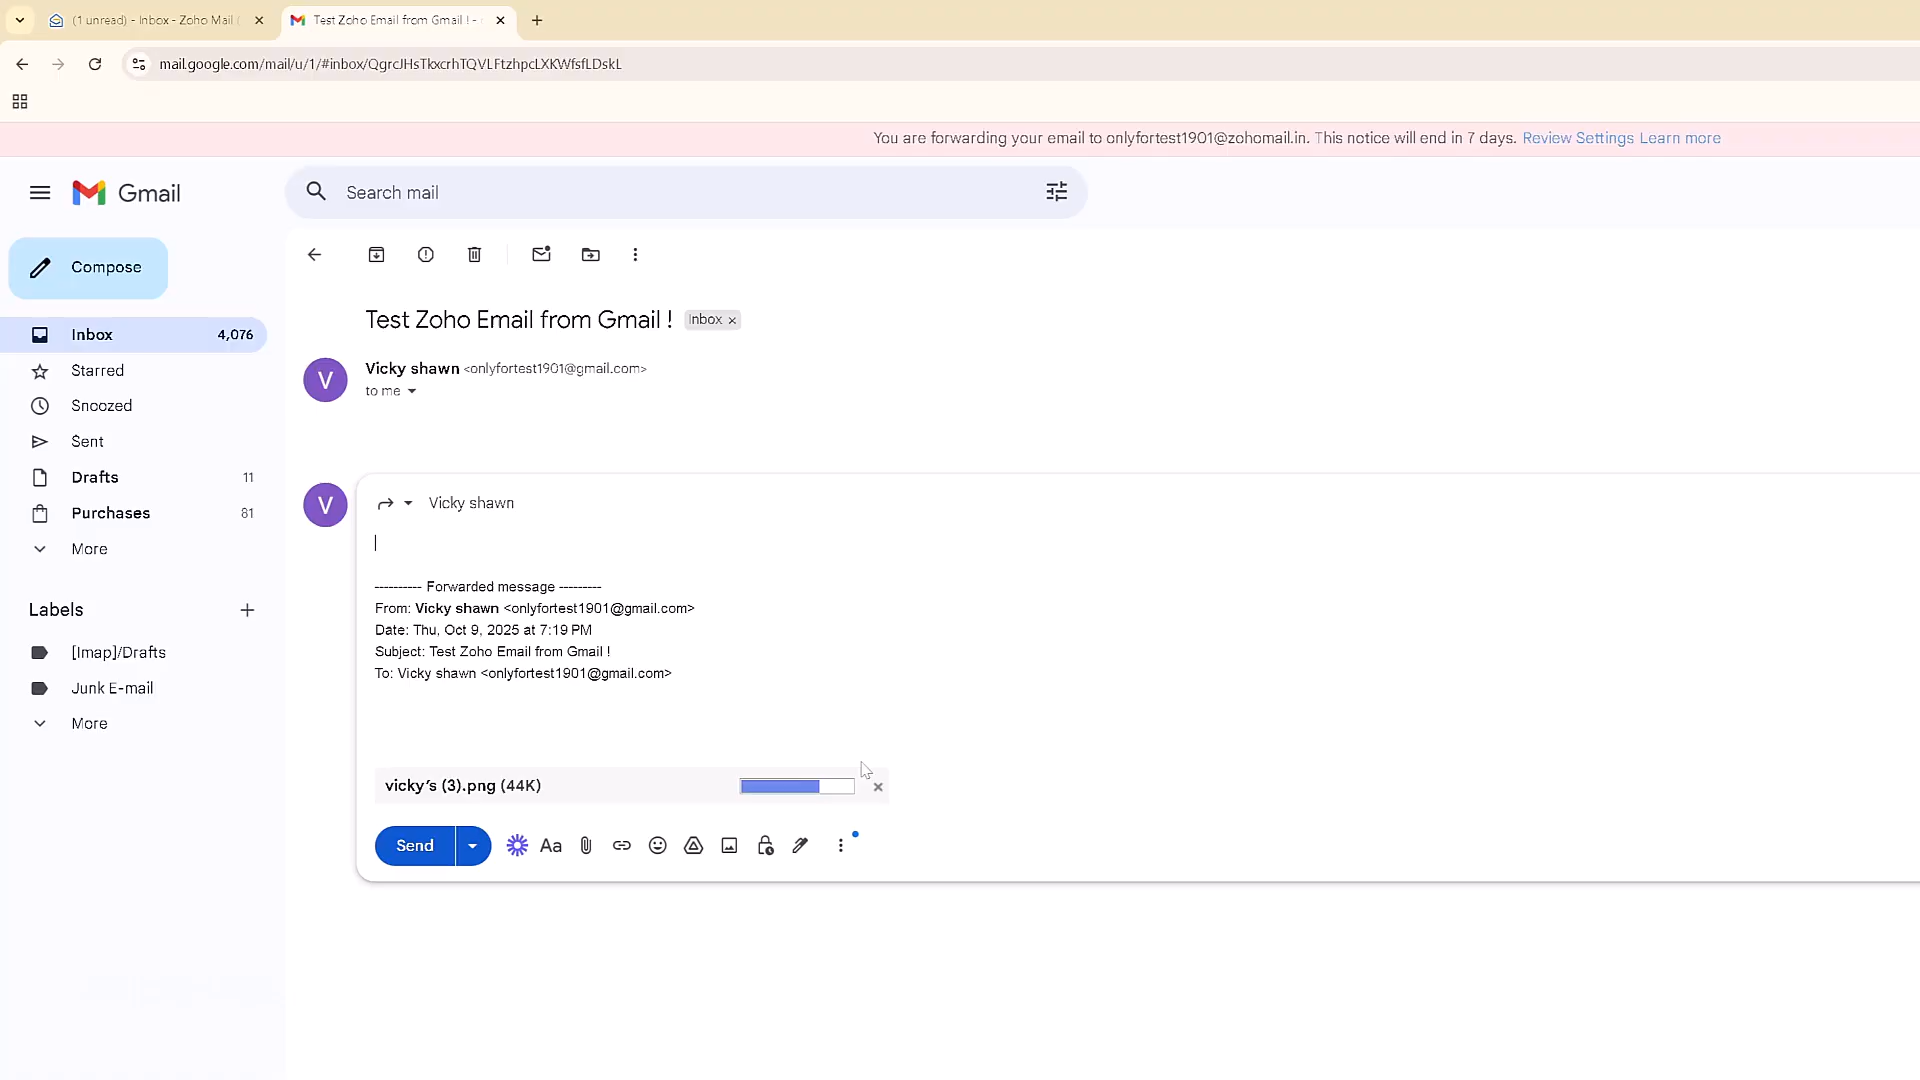 (1 unread) - Inbox - Zoho Mail (
Test Zoho Email from Gmail ! -
mail.google.com/mail/u/1/#inbox/QgrcJHsTkxcrhTQVLFtzhpcLXKWfsfLDskL
You are forwarding your email to onlyfortest1901@zohomail.in. This notice will end in 7 days. Review Settings Learn more
Gmail
Search mail
Compose
Inbox 4,076
Starred
Snoozed
Sent
Drafts 11
Purchases 81
More
Labels
[Imap]/Drafts
Junk E-mail
More
Test Zoho Email from Gmail ! Inbox x
V
Vicky shawn <onlyfortest1901@gmail.com>
to me
V
Vicky shawn
---------- Forwarded message ---------
From: Vicky shawn <onlyfortest1901@gmail.com>
Date: Thu, Oct 9, 2025 at 7:19 PM
Subject: Test Zoho Email from Gmail !
To: Vicky shawn <onlyfortest1901@gmail.com>
vicky's (3).png (44K)
Send
Aa